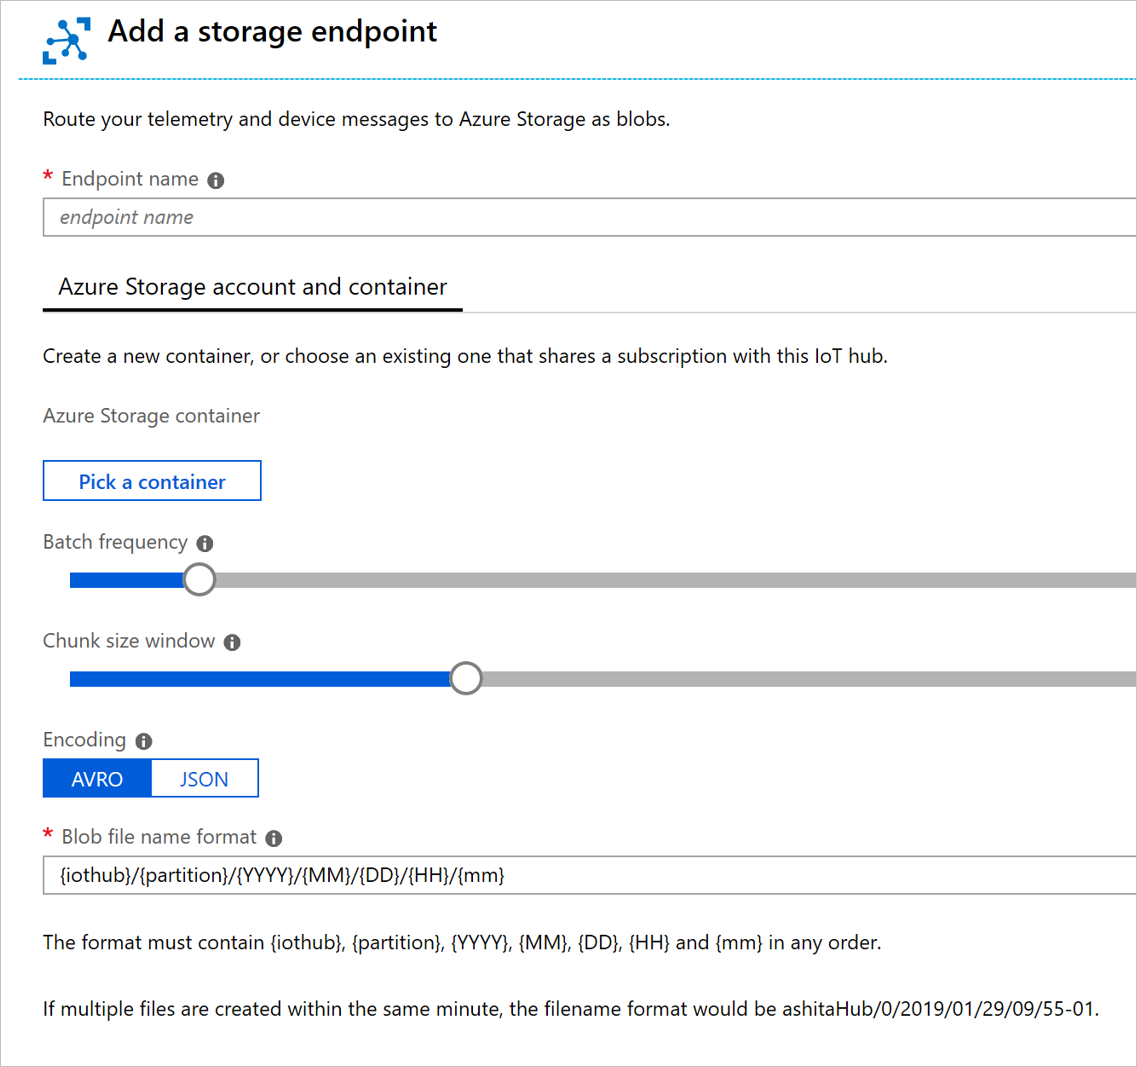 Add a storage endpoint
Route your telemetry and device messages to Azure Storage as blobs.
* Endpoint name
endpoint name
Azure Storage account and container
Create a new container, or choose an existing one that shares a subscription with this IoT hub.
Azure Storage container
Pick a container
Batch frequency
Chunk size window
Encoding
AVRO JSON
* Blob file name format
{iothub}/{partition}/{YYYY}/{MM}/{DD}/{HH}/{mm}
The format must contain {iothub}, {partition}, {YYYY}, {MM}, {DD}, {HH} and {mm} in any order.
If multiple files are created within the same minute, the filename format would be ashitaHub/0/2019/01/29/09/55-01.